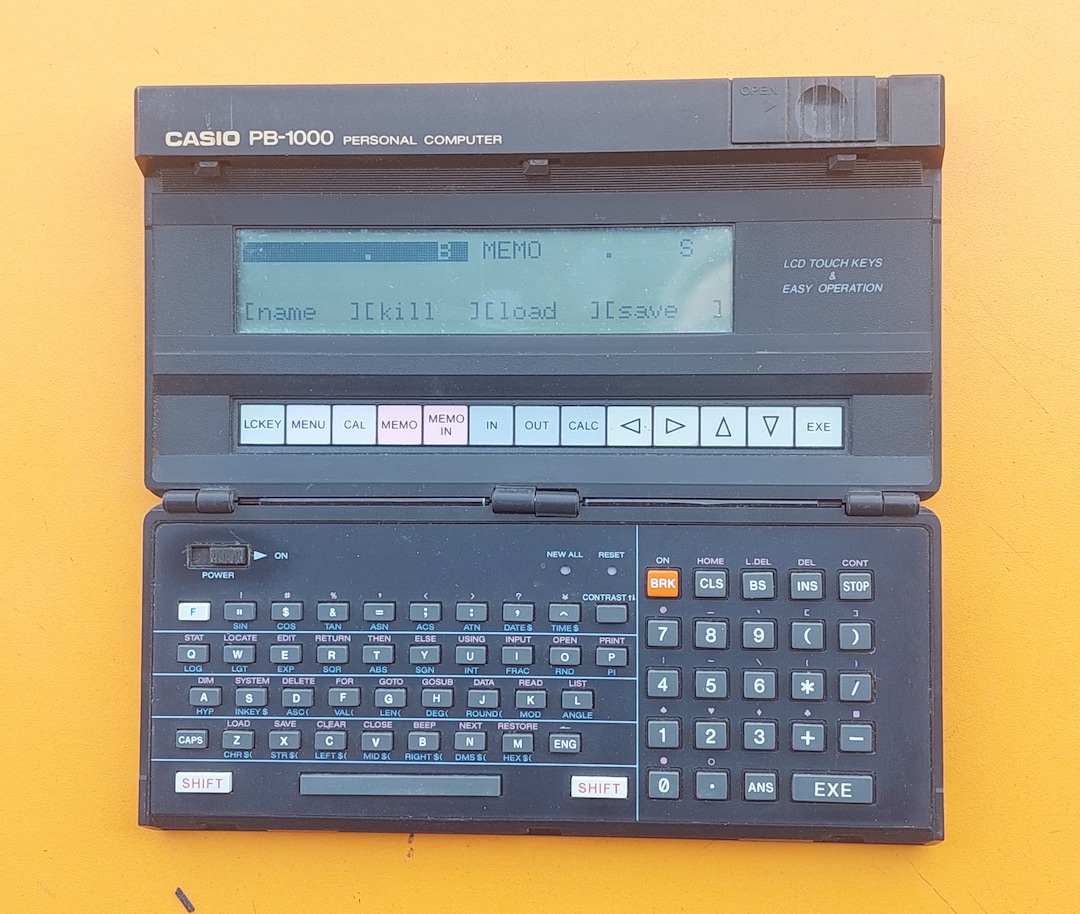 OPEN
CASIO PB-1000 PERSONAL COMPUTER
. B MEMO . S
[name ][kill ][load ][save ]
LCD TOUCH KEYS
&
EASY OPERATION
LCKEY MENU CAL MEMO MEMO IN IN OUT CALC ◁ ▷ △ ▽ EXE
ON
POWER
NEW ALL RESET
ON HOME L.DEL DEL CONT
BRK CLS BS INS STOP
! # % ' < > ? ¥ CONTRAST↑↓
F " $ & = ; : , ^
SIN COS TAN ASN ACS ATN DATE$ TIME$
@ _ ` [ ]
7 8 9 ( )
STAT LOCATE EDIT RETURN THEN ELSE USING INPUT OPEN PRINT
Q W E R T Y U I O P
LOG LGT EXP SQR ABS SGN INT FRAC RND PI
| ~ \ { }
4 5 6 * /
DIM SYSTEM DELETE FOR GOTO GOSUB DATA READ LIST
A S D F G H J K L
HYP INKEY$ ASC( VAL( LEN( DEG( ROUND( MOD ANGLE
♠ ♥ ♦ ♣ ■
1 2 3 + −
LOAD SAVE CLEAR CLOSE BEEP NEXT RESTORE
CAPS Z X C V B N M ENG
CHR$( STR$( LEFT$( MID$( RIGHT$( DMS$( HEX$(
● ○
0 . ANS EXE
SHIFT SHIFT